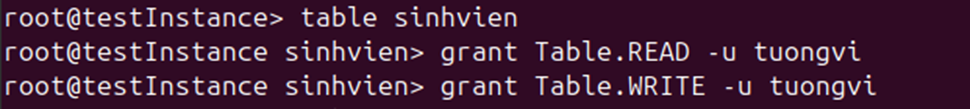 root@testInstance> table sinhvien
root@testInstance sinhvien> grant Table.READ -u tuongvi
root@testInstance sinhvien> grant Table.WRITE -u tuongvi